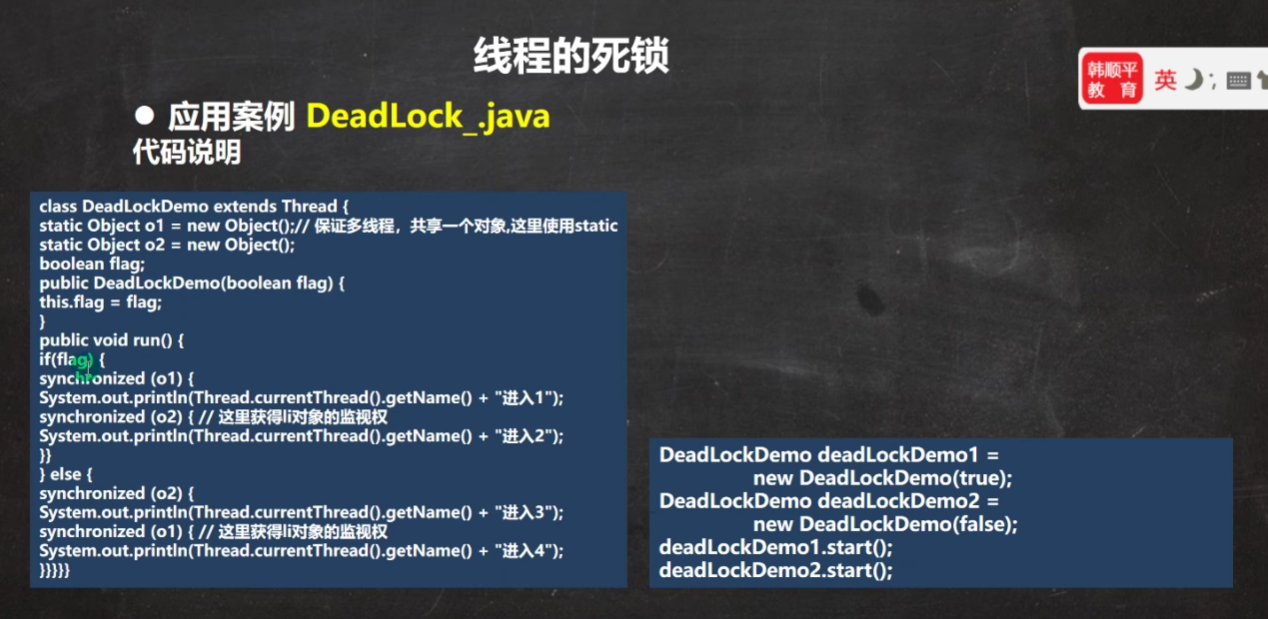 线程的死锁
韩顺平
教 育
英
● 应用案例 DeadLock_.java
代码说明
class DeadLockDemo extends Thread {
static Object o1 = new Object();// 保证多线程，共享一个对象,这里使用static
static Object o2 = new Object();
boolean flag;
public DeadLockDemo(boolean flag) {
this.flag = flag;
}
public void run() {
if(flag) {
synchronized (o1) {
System.out.println(Thread.currentThread().getName() + "进入1");
synchronized (o2) { // 这里获得li对象的监视权
System.out.println(Thread.currentThread().getName() + "进入2");
}}
} else {
synchronized (o2) {
System.out.println(Thread.currentThread().getName() + "进入3");
synchronized (o1) { // 这里获得li对象的监视权
System.out.println(Thread.currentThread().getName() + "进入4");
}}}}}
DeadLockDemo deadLockDemo1 =
new DeadLockDemo(true);
DeadLockDemo deadLockDemo2 =
new DeadLockDemo(false);
deadLockDemo1.start();
deadLockDemo2.start();